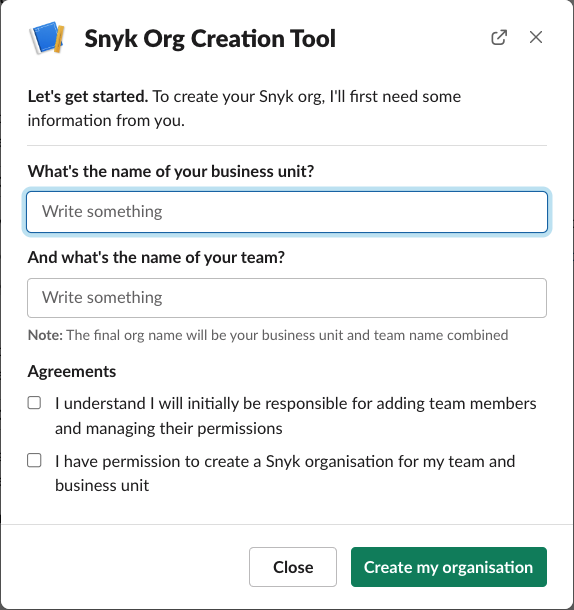 Snyk Org Creation Tool
Let's get started. To create your Snyk org, I'll first need some
information from you.
What's the name of your business unit?
Write something
And what's the name of your team?
Write something
Note: The final org name will be your business unit and team name combined
Agreements
I understand I will initially be responsible for adding team members
and managing their permissions
I have permission to create a Snyk organisation for my team and
business unit
Close
Create my organisation